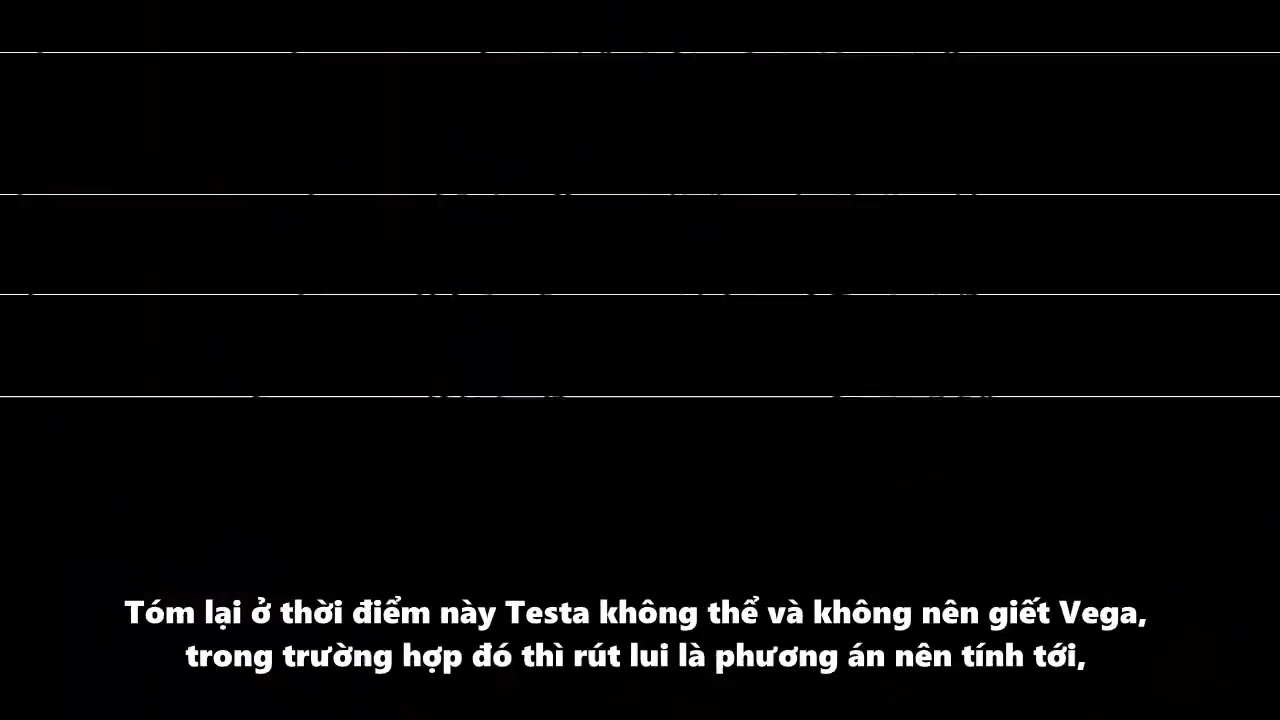 Tóm lại ở thời điểm này Testa không thể và không nên giết Vega,
trong trường hợp đó thì rút lui là phương án nên tính tới,